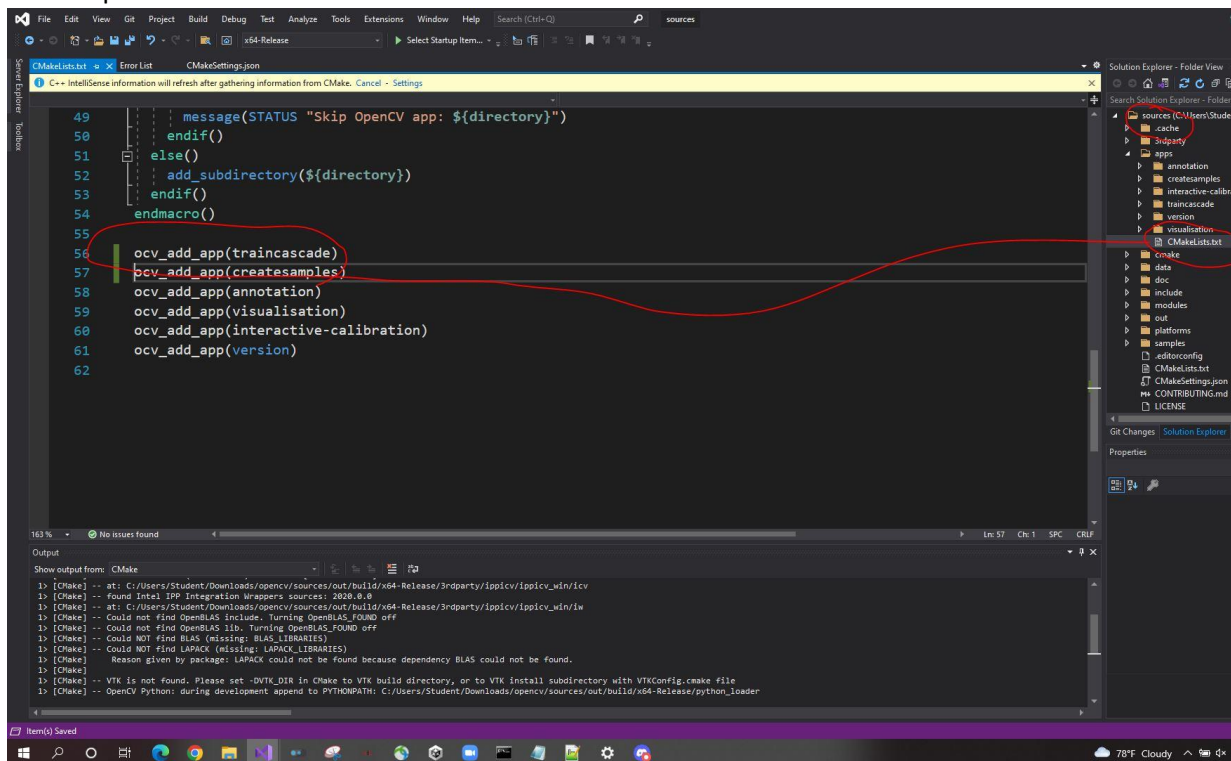 File Edit View Git Project Build Debug Test Analyze Tools Extensions Window Help Search (Ctrl+Q) sources
x64-Release Select Startup Item...
CMakeLists.txt Error List CMakeSettings.json
C++ IntelliSense information will refresh after gathering information from CMake. Cancel - Settings
Server Explorer
Toolbox
49 message(STATUS "Skip OpenCV app: ${directory}")
50 endif()
51 else()
52 add_subdirectory(${directory})
53 endif()
54 endmacro()
55
56 ocv_add_app(traincascade)
57 ocv_add_app(createsamples)
58 ocv_add_app(annotation)
59 ocv_add_app(visualisation)
60 ocv_add_app(interactive-calibration)
61 ocv_add_app(version)
62
163 % No issues found Ln: 57 Ch: 1 SPC CRLF
Output
Show output from: CMake
1> [CMake] -- at: C:/Users/Student/Downloads/opencv/sources/out/build/x64-Release/3rdparty/ippicv/ippicv_win/icv
1> [CMake] -- found Intel IPP Integration Wrappers sources: 2020.0.0
1> [CMake] -- at: C:/Users/Student/Downloads/opencv/sources/out/build/x64-Release/3rdparty/ippicv/ippicv_win/iw
1> [CMake] -- Could not find OpenBLAS include. Turning OpenBLAS_FOUND off
1> [CMake] -- Could not find OpenBLAS lib. Turning OpenBLAS_FOUND off
1> [CMake] -- Could NOT find BLAS (missing: BLAS_LIBRARIES)
1> [CMake] -- Could NOT find LAPACK (missing: LAPACK_LIBRARIES)
1> [CMake] Reason given by package: LAPACK could not be found because dependency BLAS could not be found.
1> [CMake]
1> [CMake] -- VTK is not found. Please set -DVTK_DIR in CMake to VTK build directory, or to VTK install subdirectory with VTKConfig.cmake file
1> [CMake] -- OpenCV Python: during development append to PYTHONPATH: C:/Users/Student/Downloads/opencv/sources/out/build/x64-Release/python_loader
Solution Explorer - Folder View
Search Solution Explorer - Folder
sources (C:\Users\Stude
.cache
3rdparty
apps
annotation
createsamples
interactive-calibr
traincascade
version
visualisation
CMakeLists.txt
cmake
data
doc
include
modules
out
platforms
samples
.editorconfig
CMakeLists.txt
CMakeSettings.json
CONTRIBUTING.md
LICENSE
Git Changes Solution Explorer
Properties
Item(s) Saved
78°F Cloudy